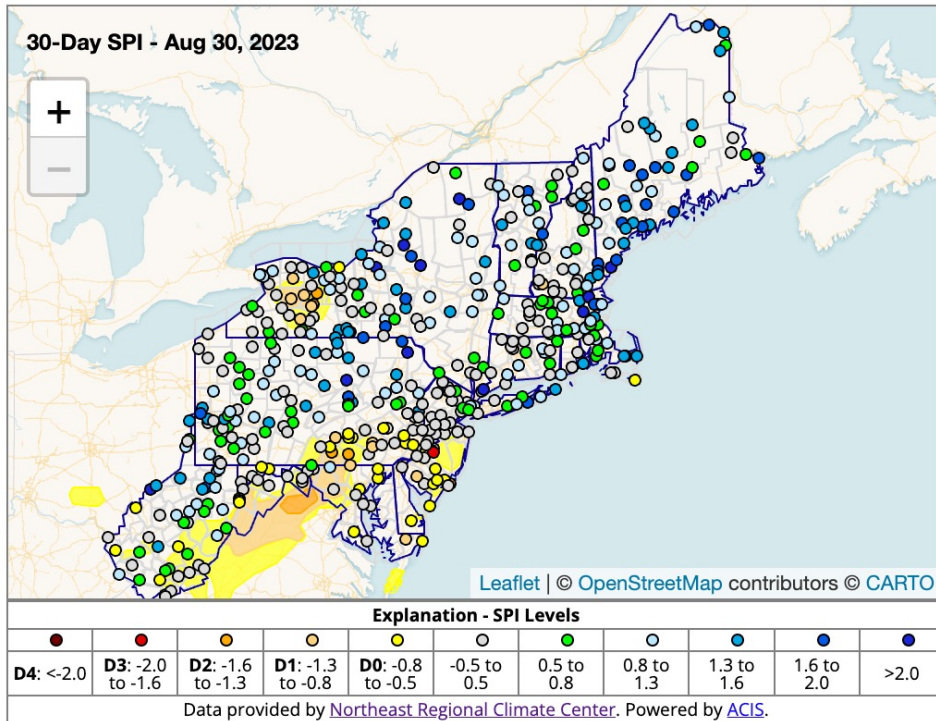 30-Day SPI - Aug 30, 2023
+
−
Leaflet | © OpenStreetMap contributors © CARTO
Explanation - SPI Levels
D4: <-2.0
D3: -2.0
to -1.6
D2: -1.6
to -1.3
D1: -1.3
to -0.8
D0: -0.8
to -0.5
-0.5 to
0.5
0.5 to
0.8
0.8 to
1.3
1.3 to
1.6
1.6 to
2.0
>2.0
Data provided by Northeast Regional Climate Center. Powered by ACIS.